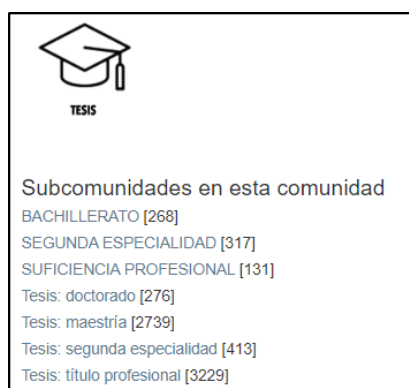 TESIS
Subcomunidades en esta comunidad
BACHILLERATO [268]
SEGUNDA ESPECIALIDAD [317]
SUFICIENCIA PROFESIONAL [131]
Tesis: doctorado [276]
Tesis: maestría [2739]
Tesis: segunda especialidad [413]
Tesis: título profesional [3229]